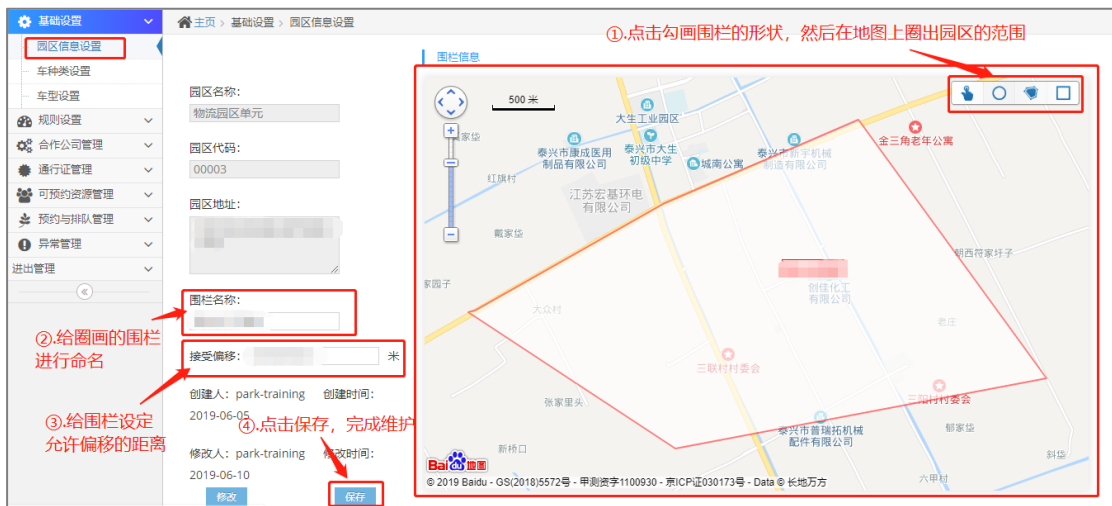 基础设置
主页 > 基础设置 > 园区信息设置
①.点击勾画围栏的形状，然后在地图上圈出园区的范围
园区信息设置
车种类设置
车型设置
规则设置
合作公司管理
通行证管理
可预约资源管理
预约与排队管理
异常管理
进出管理
园区名称:
物流园区单元
园区代码:
00003
园区地址:
围栏名称:
②.给圈画的围栏
进行命名
接受偏移:
米
③.给围栏设定
允许偏移的距离
创建人：park-training 创建时间：
2019-06-05
④.点击保存，完成维护
修改人：park-training 修改时间：
2019-06-10
修改
保存
围栏信息
500 米
大生工业园区
泰兴市康成医用
制品有限公司
泰兴市大生
初级中学
城南公寓
泰兴市新宇机械
制造有限公司
金三角老年公寓
家垈
红旗村
江苏宏基环电
有限公司
戴家垈
家园子
大众村
创佳化工
有限公司
朝西符家圩子
老庄
三联村村委会
三阳村村委会
张家里头
泰兴市普瑞拓机械
配件有限公司
郁家垈
新桥口
斜垈
六甲村
Bai du 地图
© 2019 Baidu - GS(2018)5572号 - 甲测资字1100930 - 京ICP证030173号 - Data © 长地万方